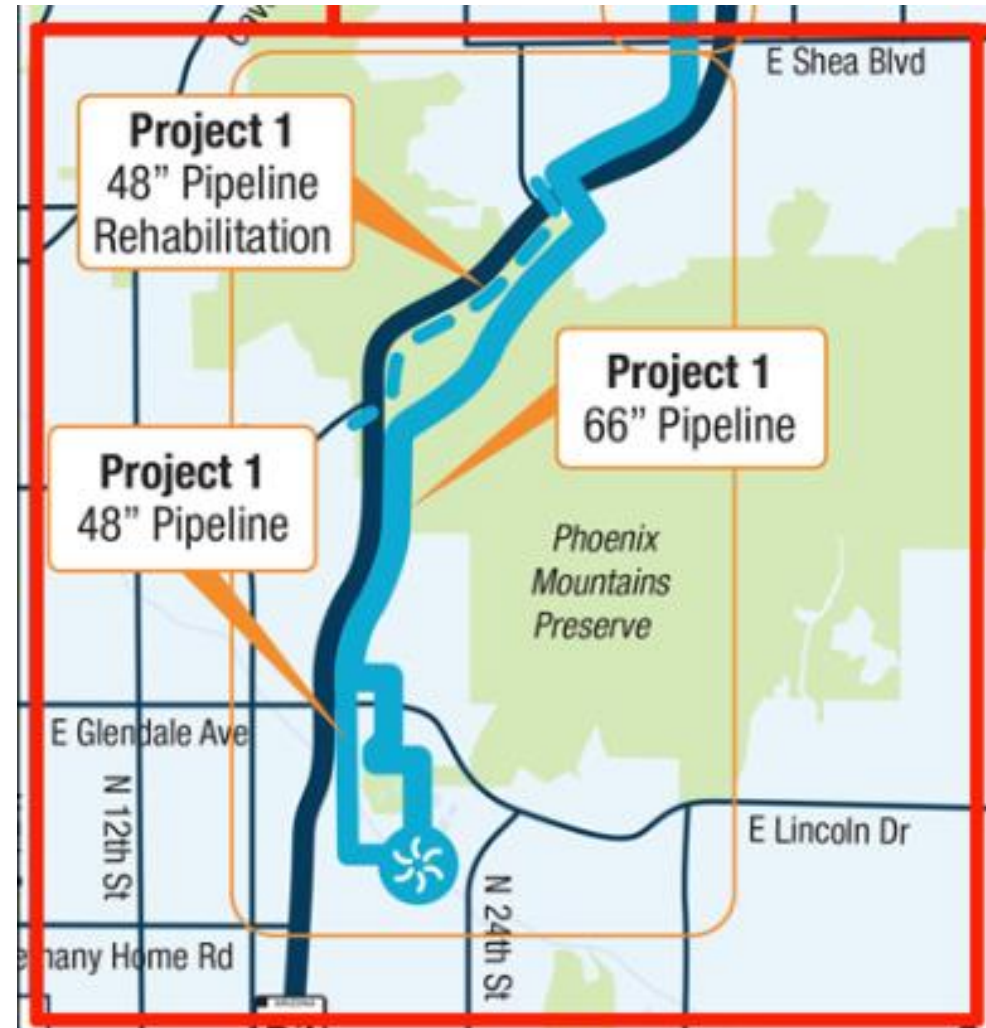 E Shea Blvd
Project 1
48” Pipeline
Rehabilitation
Project 1
66” Pipeline
Project 1
48” Pipeline
Phoenix
Mountains
Preserve
E Glendale Ave
N 12th St
E Lincoln Dr
N 24th St
Home Rd